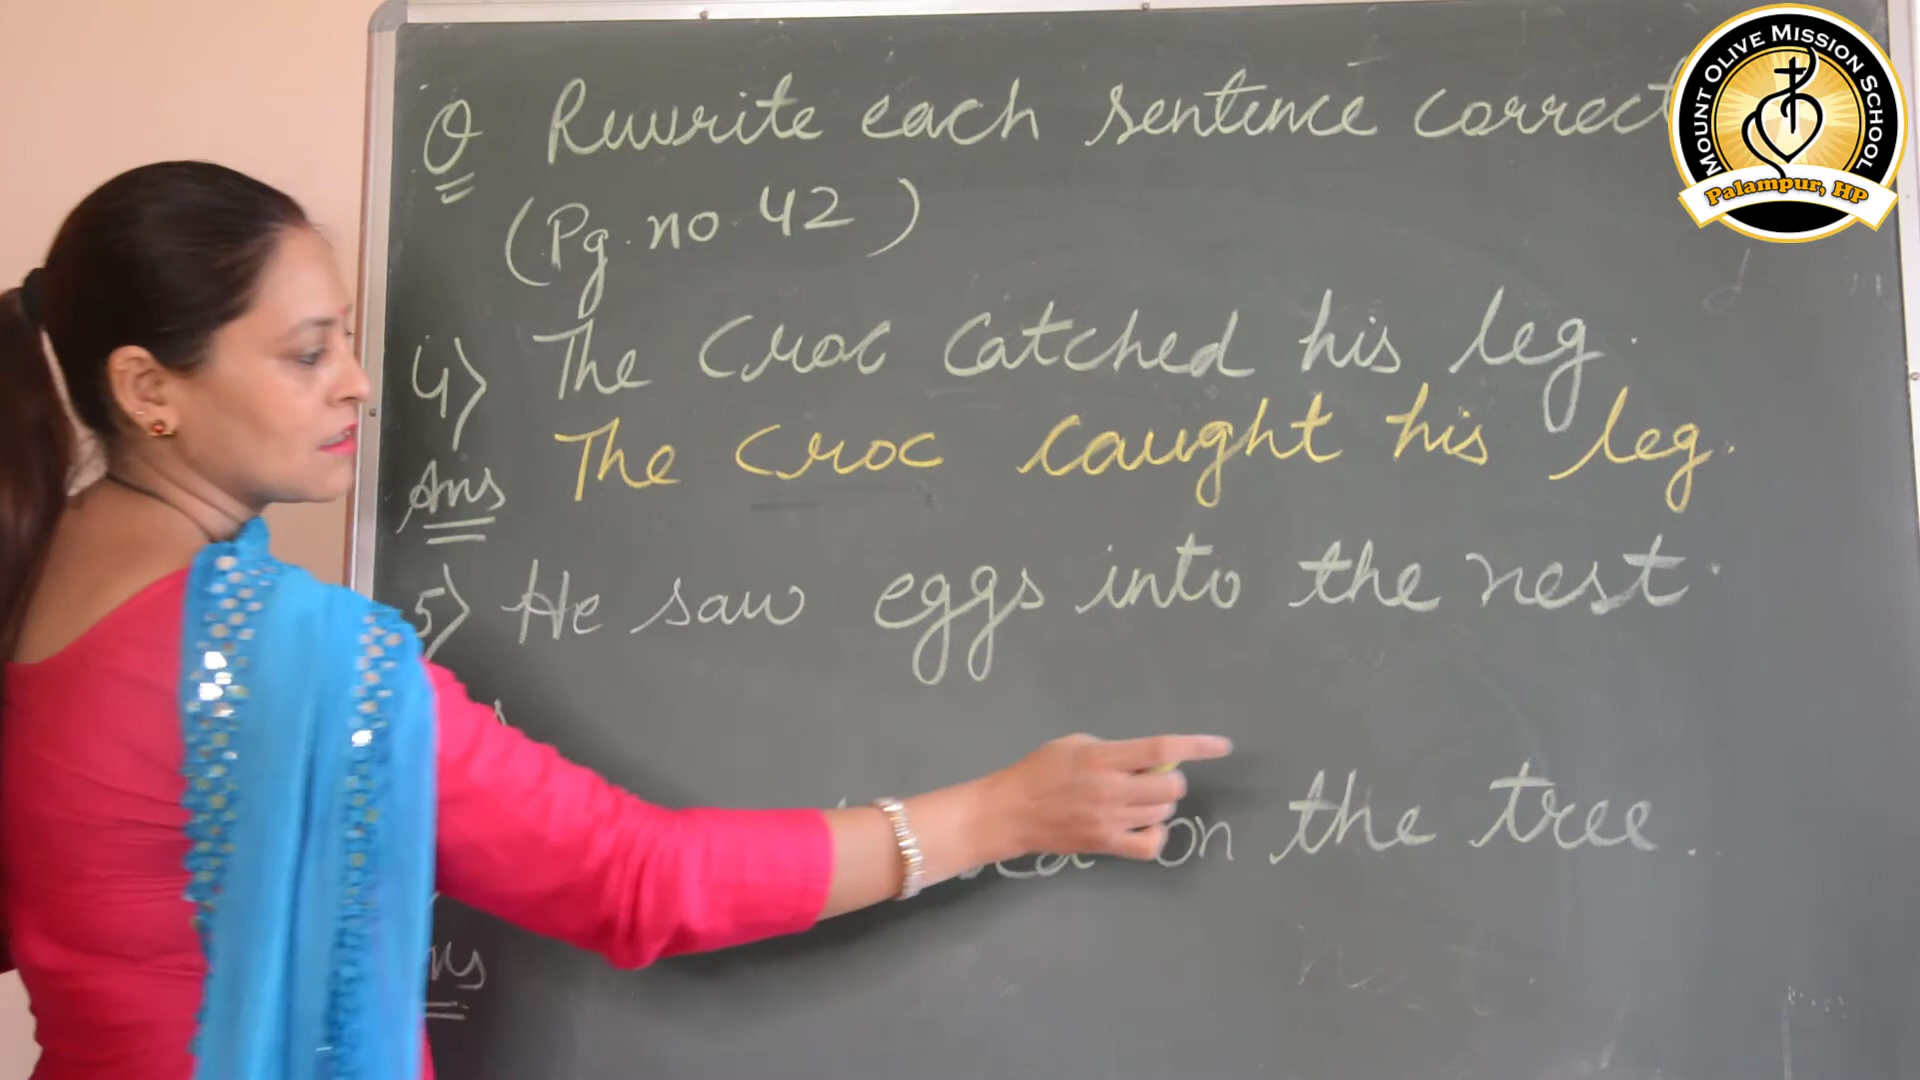 Q Rewrite each sentence correct
(Pg. no. 42)
4) The Croc catched his leg.
Ans The Croc caught his leg.
5) He saw eggs into the nest.
on the tree.
MOUNT OLIVE MISSION SCHOOL
Palampur, HP